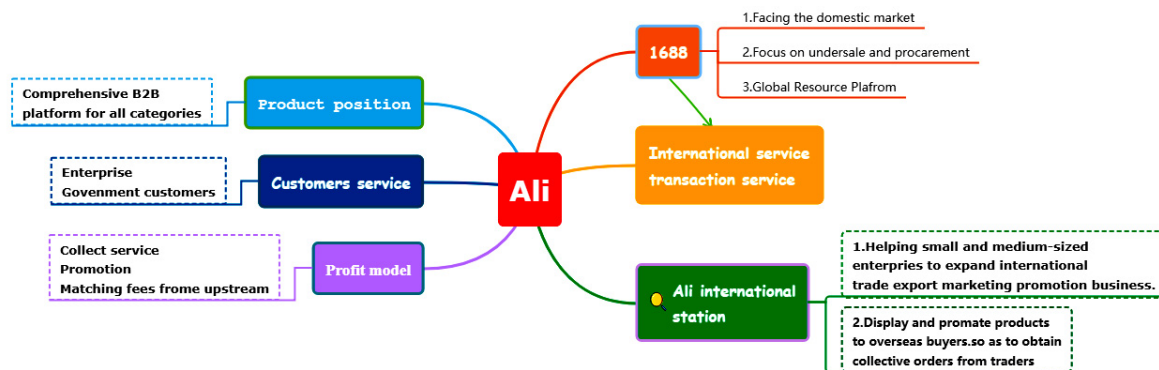 Comprehensive B2B
platform for all categories
Product position
Enterprise
Govenment customers
Customers service
Collect service
Promotion
Matching fees frome upstream
Profit model
Ali
1688
1.Facing the domestic market
2.Focus on undersale and procarement
3.Global Resource Plafrom
International service
transaction service
Ali international
station
1.Helping small and medium-sized
enterpries to expand international
trade export marketing promotion business.
2.Display and promate products
to overseas buyers.so as to obtain
collective orders from traders